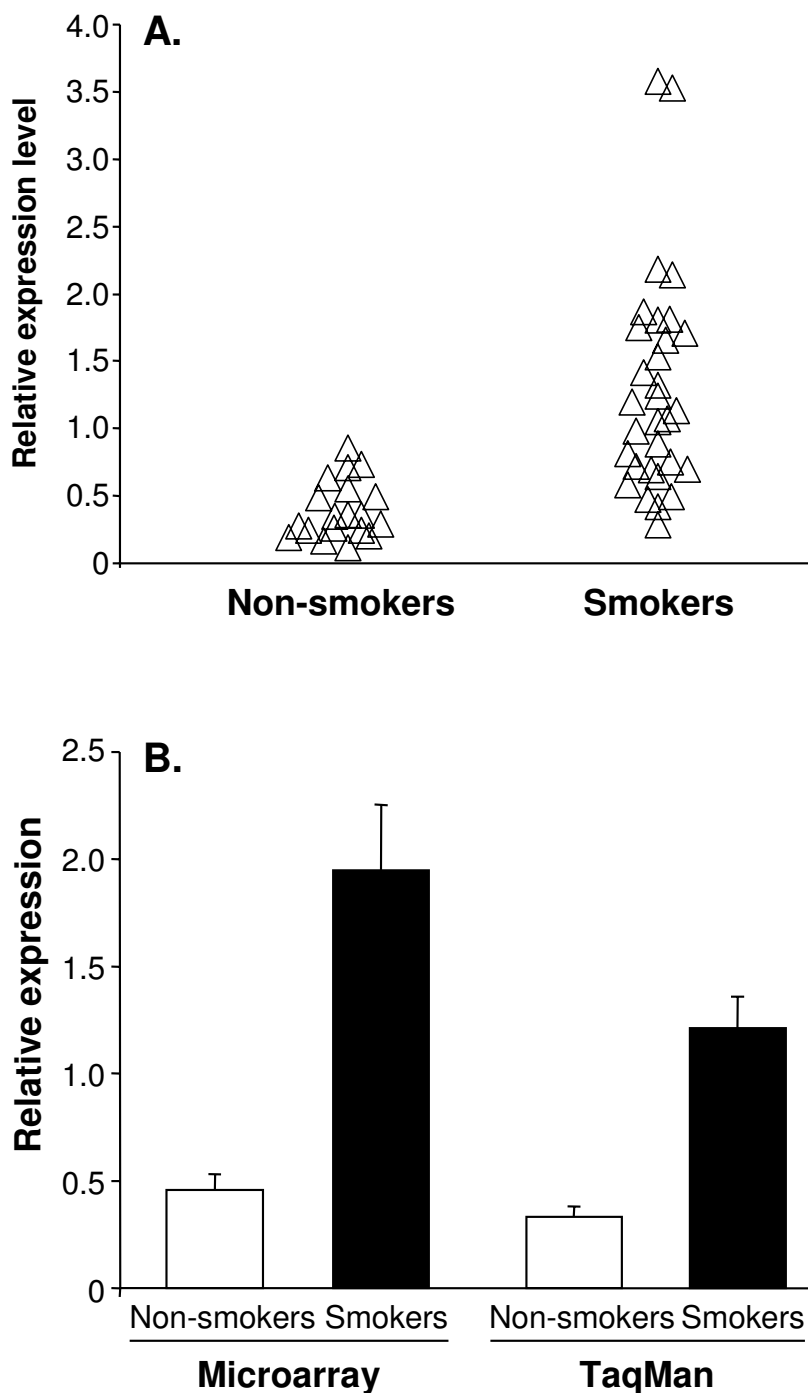 A.
Relative expression level
4.0
3.5
3.0
2.5
2.0
1.5
1.0
0.5
0
Non-smokers Smokers
B.
Relative expression
2.5
2.0
1.5
1.0
0.5
0
Non-smokers Smokers Non-smokers Smokers
Microarray TaqMan